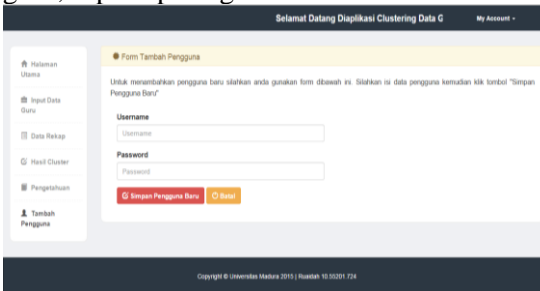 Selamat Datang Diaplikasi Clustering Data G
My Account
Halaman
Utama
Input Data
Guru
Data Rekap
Hasil Cluster
Pengetahuan
Tambah
Pengguna
Form Tambah Pengguna
Untuk menambahkan pengguna baru silahkan anda gunakan form dibawah ini. Silahkan isi data pengguna kemudian klik tombol "Simpan
Pengguna Baru"
Username
Username
Password
Password
Simpan Pengguna Baru
Batal
Copyright © Universitas Madura 2015 | Ruaidah 10.55201.724